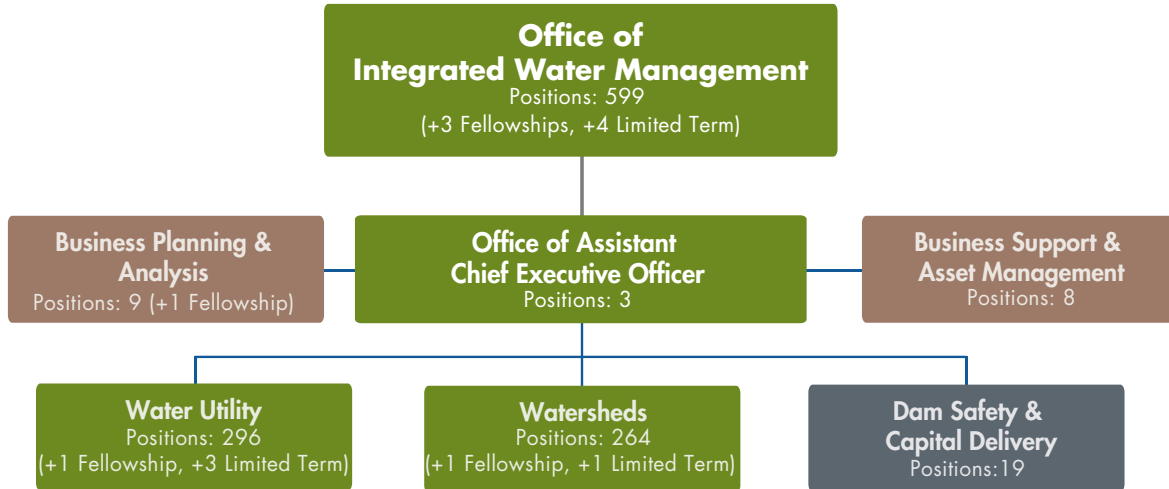 Office of
Integrated Water Management
Positions: 599
(+3 Fellowships, +4 Limited Term)
Business Planning &
Analysis
Positions: 9 (+1 Fellowship)
Office of Assistant
Chief Executive Officer
Positions: 3
Business Support &
Asset Management
Positions: 8
Water Utility
Positions: 296
(+1 Fellowship, +3 Limited Term)
Watersheds
Positions: 264
(+1 Fellowship, +1 Limited Term)
Dam Safety &
Capital Delivery
Positions:19